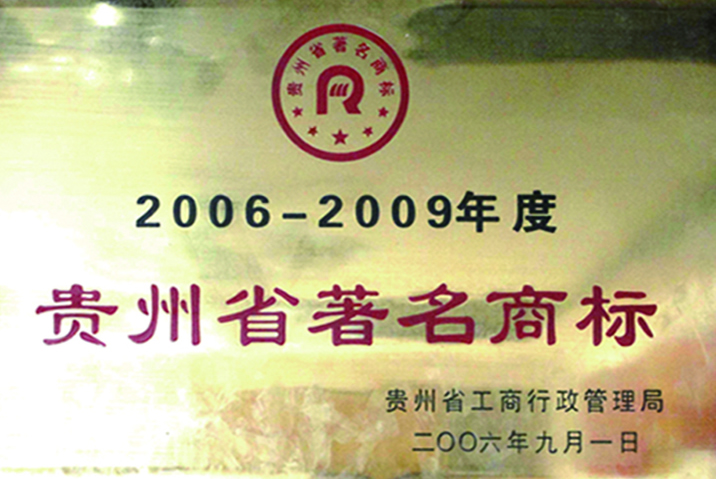 贵州省著名商标
R
2006-2009年度
贵州省著名商标
贵州省工商行政管理局
二〇〇六年九月一日